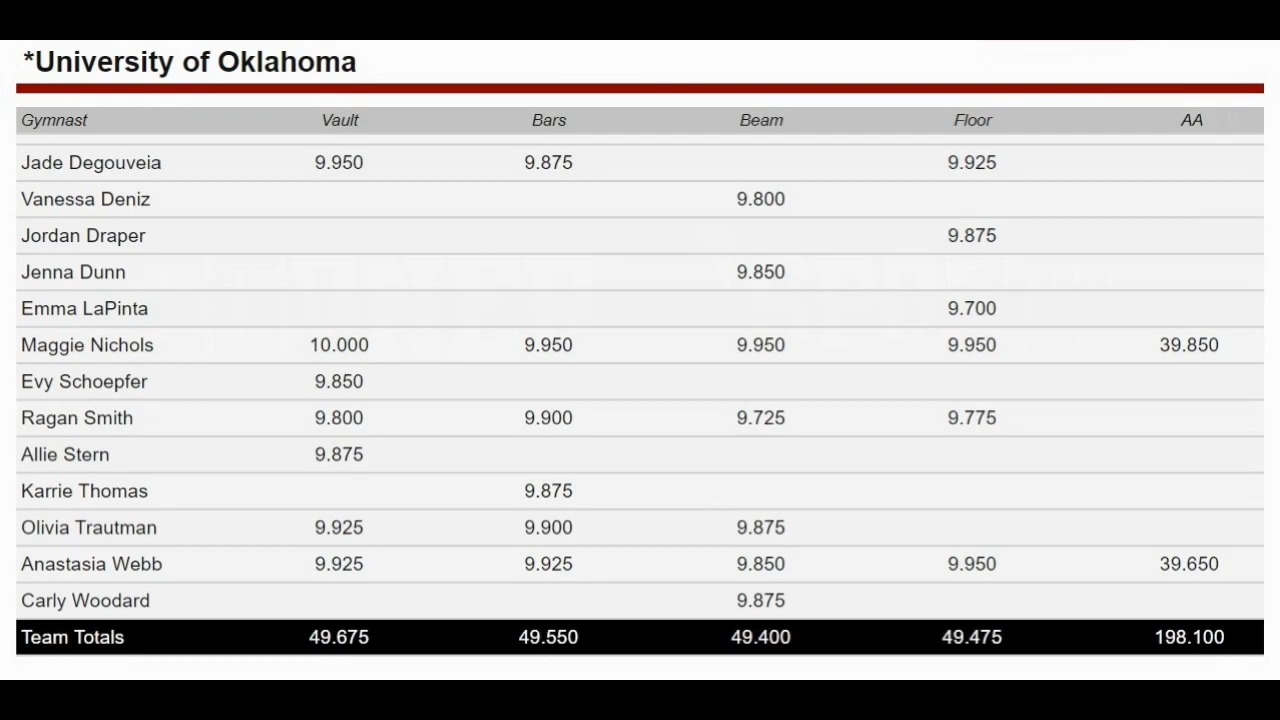 *University of Oklahoma
Gymnast Vault Bars Beam Floor AA
Jade Degouveia 9.950 9.875 9.925
Vanessa Deniz 9.800
Jordan Draper 9.875
Jenna Dunn 9.850
Emma LaPinta 9.700
Maggie Nichols 10.000 9.950 9.950 9.950 39.850
Evy Schoepfer 9.850
Ragan Smith 9.800 9.900 9.725 9.775
Allie Stern 9.875
Karrie Thomas 9.875
Olivia Trautman 9.925 9.900 9.875
Anastasia Webb 9.925 9.925 9.850 9.950 39.650
Carly Woodard 9.875
Team Totals 49.675 49.550 49.400 49.475 198.100